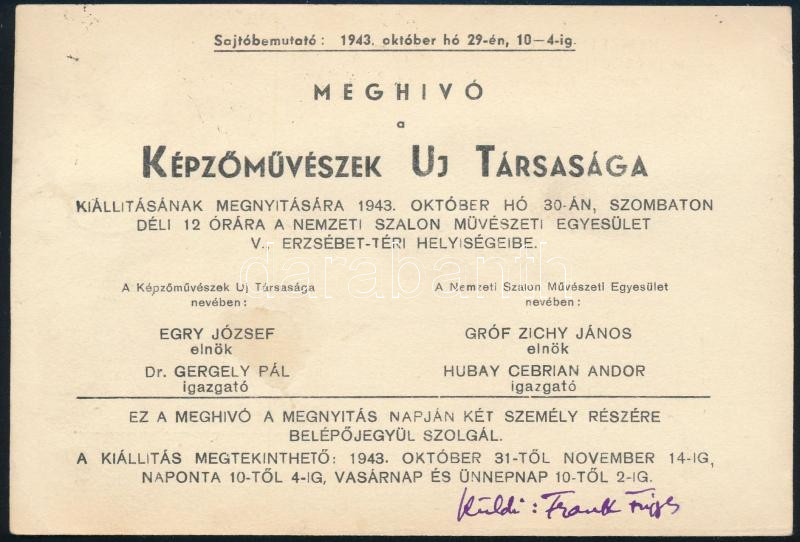 Sajtóbemutató: 1943. október hó 29-én, 10—4-ig.
MEGHIVÓ
a
KÉPZŐMŰVÉSZEK UJ TÁRSASÁGA
KIÁLLITÁSÁNAK MEGNYITÁSÁRA 1943. OKTÓBER HÓ 30-ÁN, SZOMBATON
DÉLI 12 ÓRÁRA A NEMZETI SZALON MŰVÉSZETI EGYESÜLET
V., ERZSÉBET-TÉRI HELYISÉGEIBE.
darabanth
A Képzőművészek Uj Társasága
nevében:
EGRY JÓZSEF
elnök
Dr. GERGELY PÁL
igazgató
A Nemzeti Szalon Művészeti Egyesület
nevében:
GRÓF ZICHY JÁNOS
elnök
HUBAY CEBRIAN ANDOR
igazgató
EZ A MEGHIVÓ A MEGNYITÁS NAPJÁN KÉT SZEMÉLY RÉSZÉRE
BELÉPŐJEGYÜL SZOLGÁL.
A KIÁLLITÁS MEGTEKINTHETŐ: 1943. OKTÓBER 31-TŐL NOVEMBER 14-IG,
NAPONTA 10-TŐL 4-IG, VASÁRNAP ÉS ÜNNEPNAP 10-TŐL 2-IG.
Küldi: Frank Frigyes